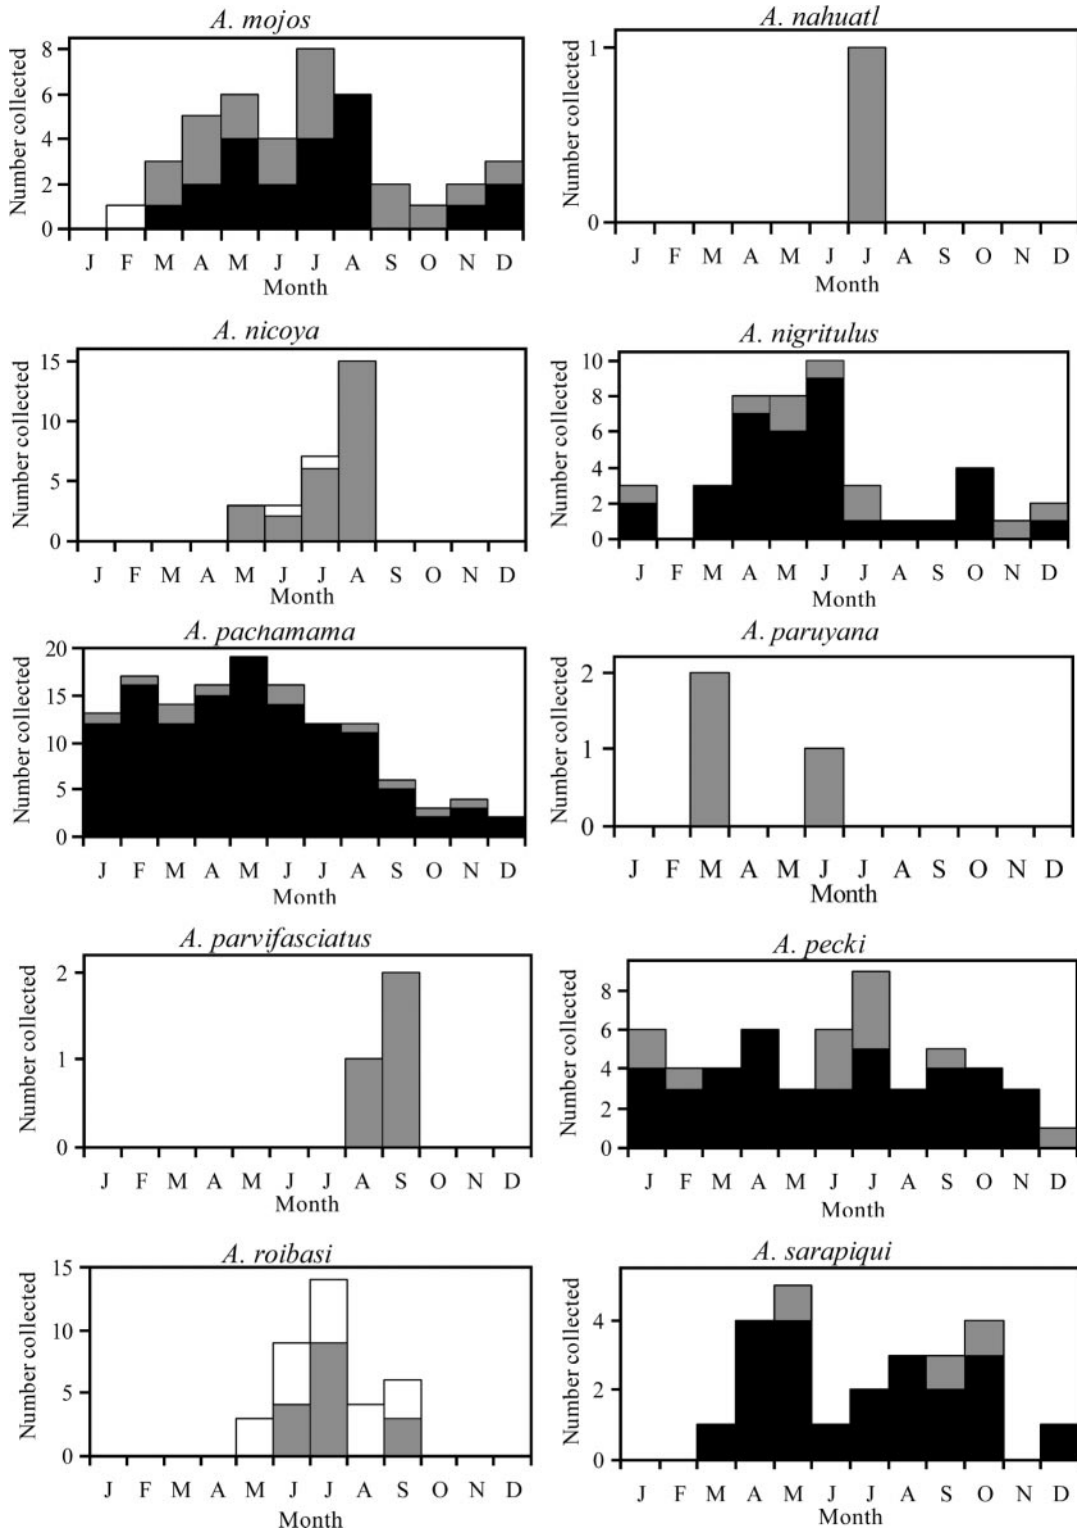 A. mojos
Number collected
8
6
4
2
0
J F M A M J J A S O N D
Month
A. nahuatl
Number collected
1
0
J F M A M J J A S O N D
Month
A. nicoya
Number collected
15
10
5
0
J F M A M J J A S O N D
Month
A. nigritulus
Number collected
10
8
6
4
2
0
J F M A M J J A S O N D
Month
A. pachamama
Number collected
20
15
10
5
0
J F M A M J J A S O N D
Month
A. paruyana
Number collected
2
1
0
J F M A M J J A S O N D
Month
A. parvifasciatus
Number collected
2
1
0
J F M A M J J A S O N D
Month
A. pecki
Number collected
8
6
4
2
0
J F M A M J J A S O N D
Month
A. roibasi
Number collected
15
10
5
0
J F M A M J J A S O N D
Month
A. sarapiqui
Number collected
4
2
0
J F M A M J J A S O N D
Month